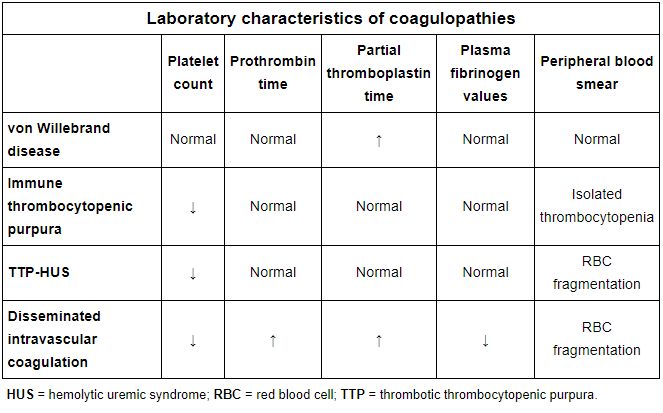 Laboratory characteristics of coagulopathies
Platelet count
Prothrombin time
Partial thromboplastin time
Plasma fibrinogen values
Peripheral blood smear
von Willebrand disease
Normal
Normal
↑
Normal
Normal
Immune thrombocytopenic purpura
↓
Normal
Normal
Normal
Isolated thrombocytopenia
TTP-HUS
↓
Normal
Normal
Normal
RBC fragmentation
Disseminated intravascular coagulation
↓
↑
↑
↓
RBC fragmentation
HUS = hemolytic uremic syndrome; RBC = red blood cell; TTP = thrombotic thrombocytopenic purpura.